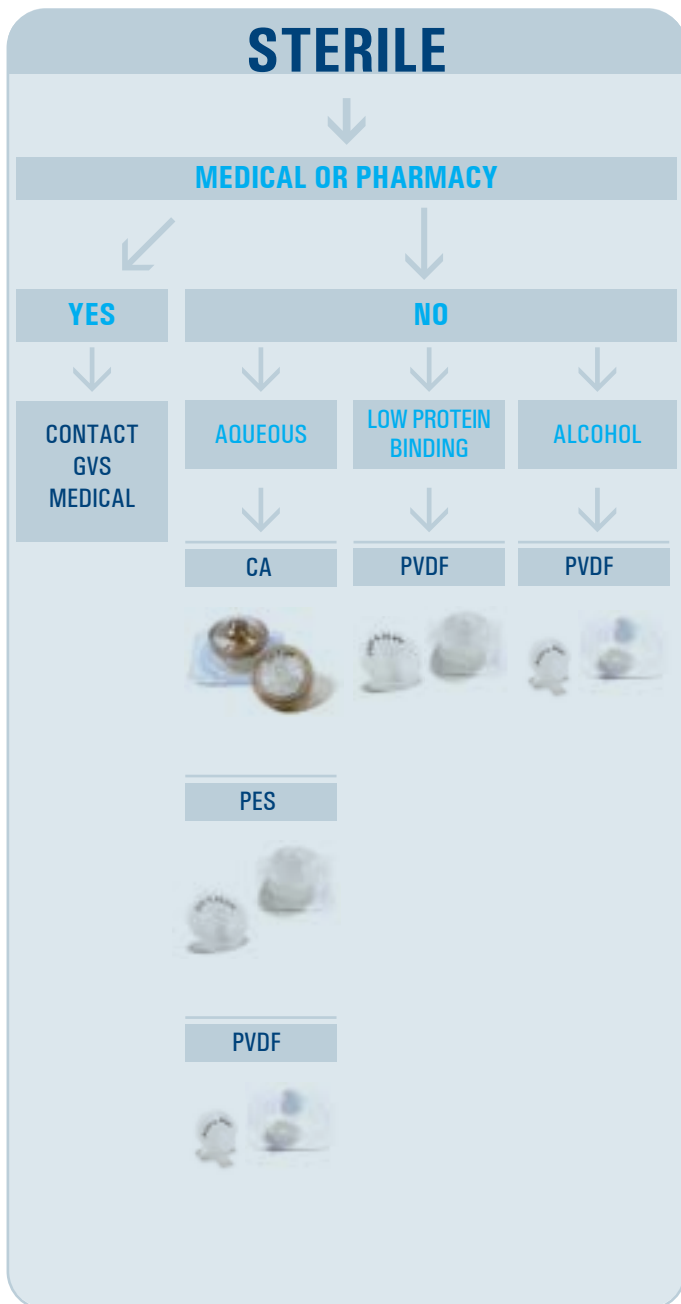 STERILE
MEDICAL OR PHARMACY
YES
NO
CONTACT
GVS
MEDICAL
AQUEOUS
LOW PROTEIN
BINDING
ALCOHOL
CA
PVDF
PVDF
PES
PVDF